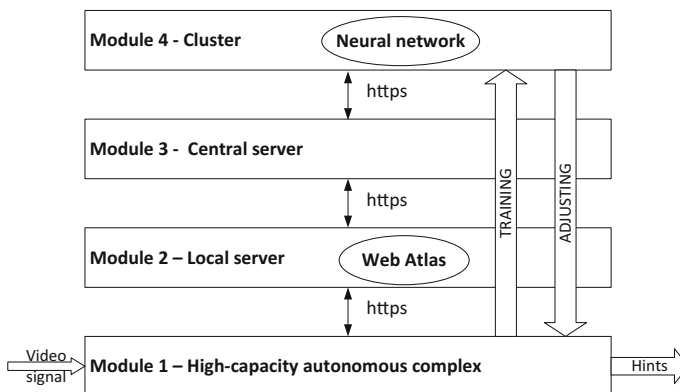 Module 4 - Cluster
Neural network
https
Module 3 - Central server
https
Module 2 – Local server
Web Atlas
https
TRAINING
ADJUSTING
Video
signal
Module 1 – High-capacity autonomous complex
Hints